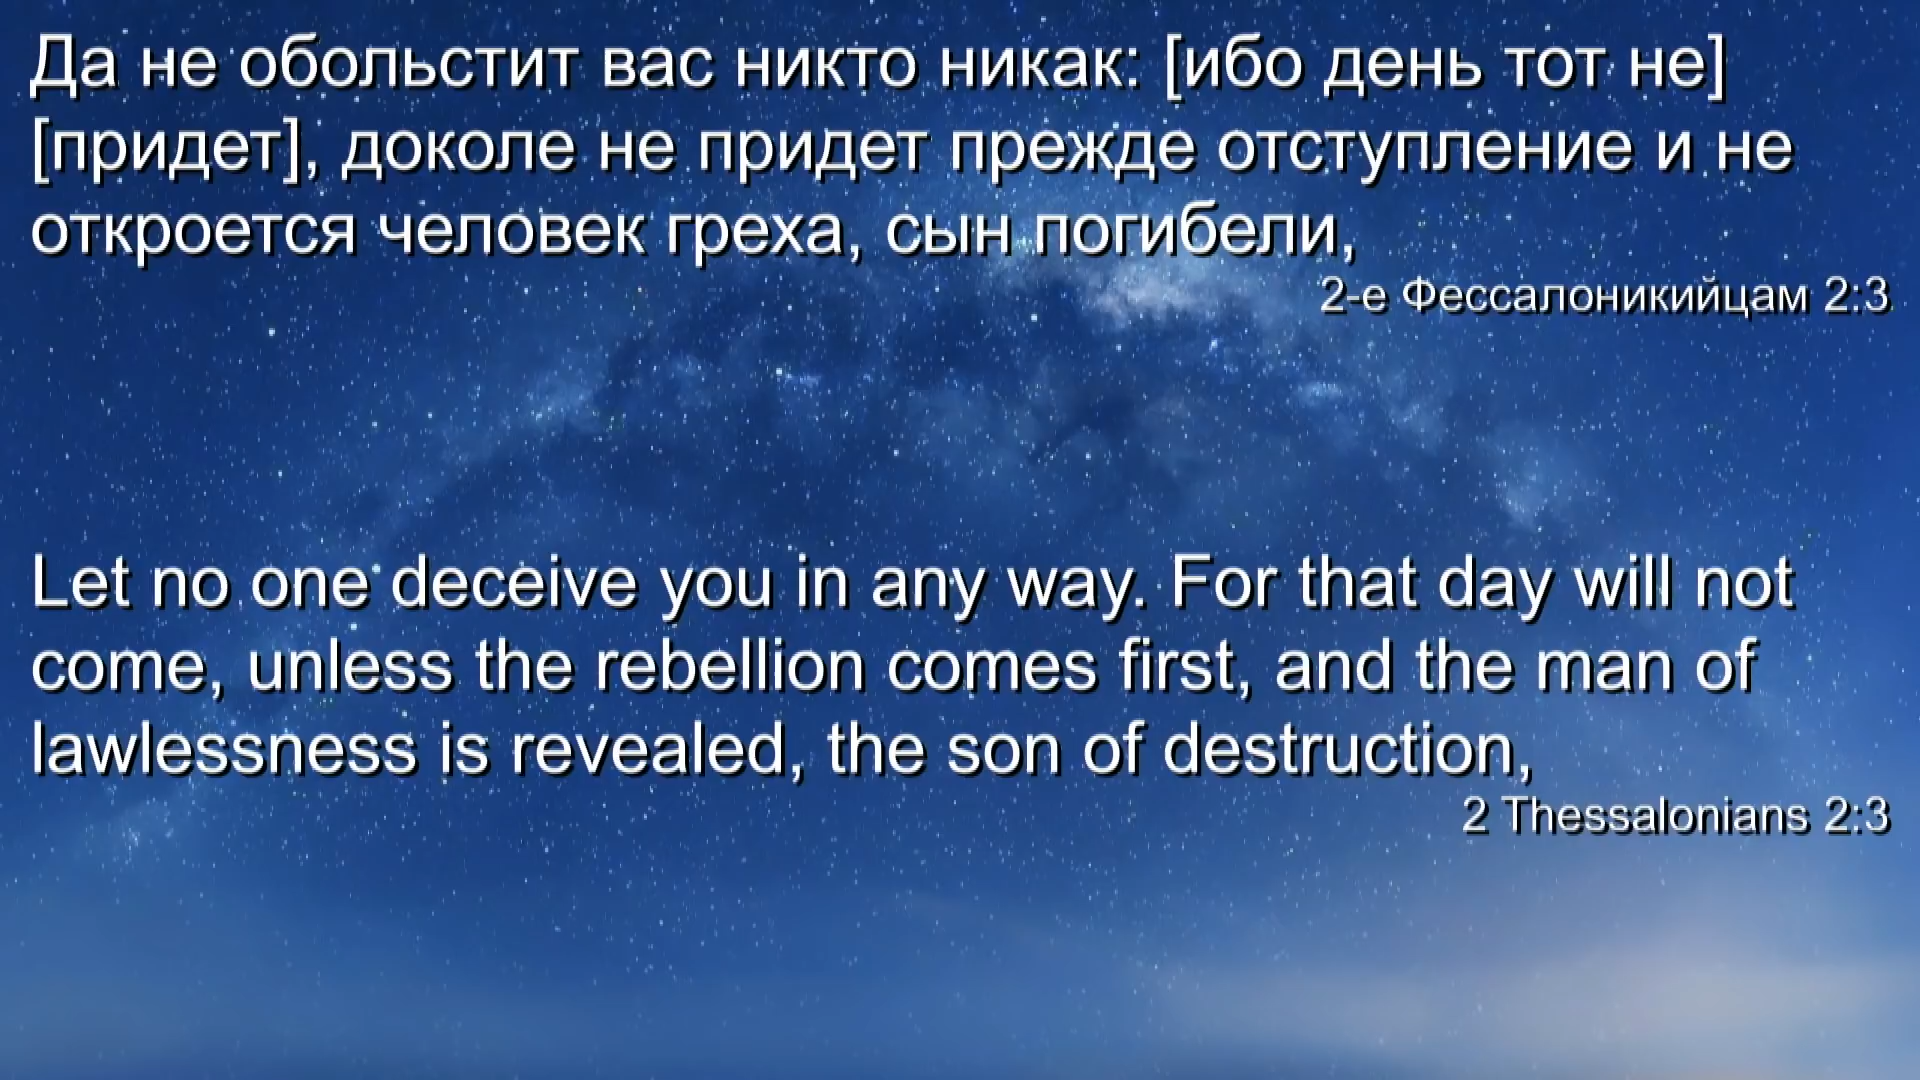 Да не обольстит вас никто никак: [ибо день тот не]
[придет], доколе не придет прежде отступление и не
откроется человек греха, сын погибели,
2-е Фессалоникийцам 2:3
Let no one deceive you in any way. For that day will not
come, unless the rebellion comes first, and the man of
lawlessness is revealed, the son of destruction,
2 Thessalonians 2:3